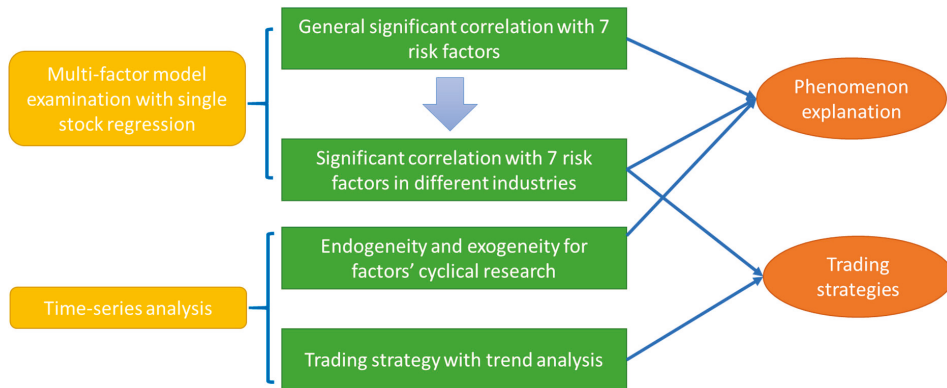 General significant correlation with 7
risk factors
Multi-factor model
examination with single
stock regression
Phenomenon
explanation
Significant correlation with 7 risk
factors in different industries
Endogeneity and exogeneity for
factors' cyclical research
Trading
strategies
Time-series analysis
Trading strategy with trend analysis